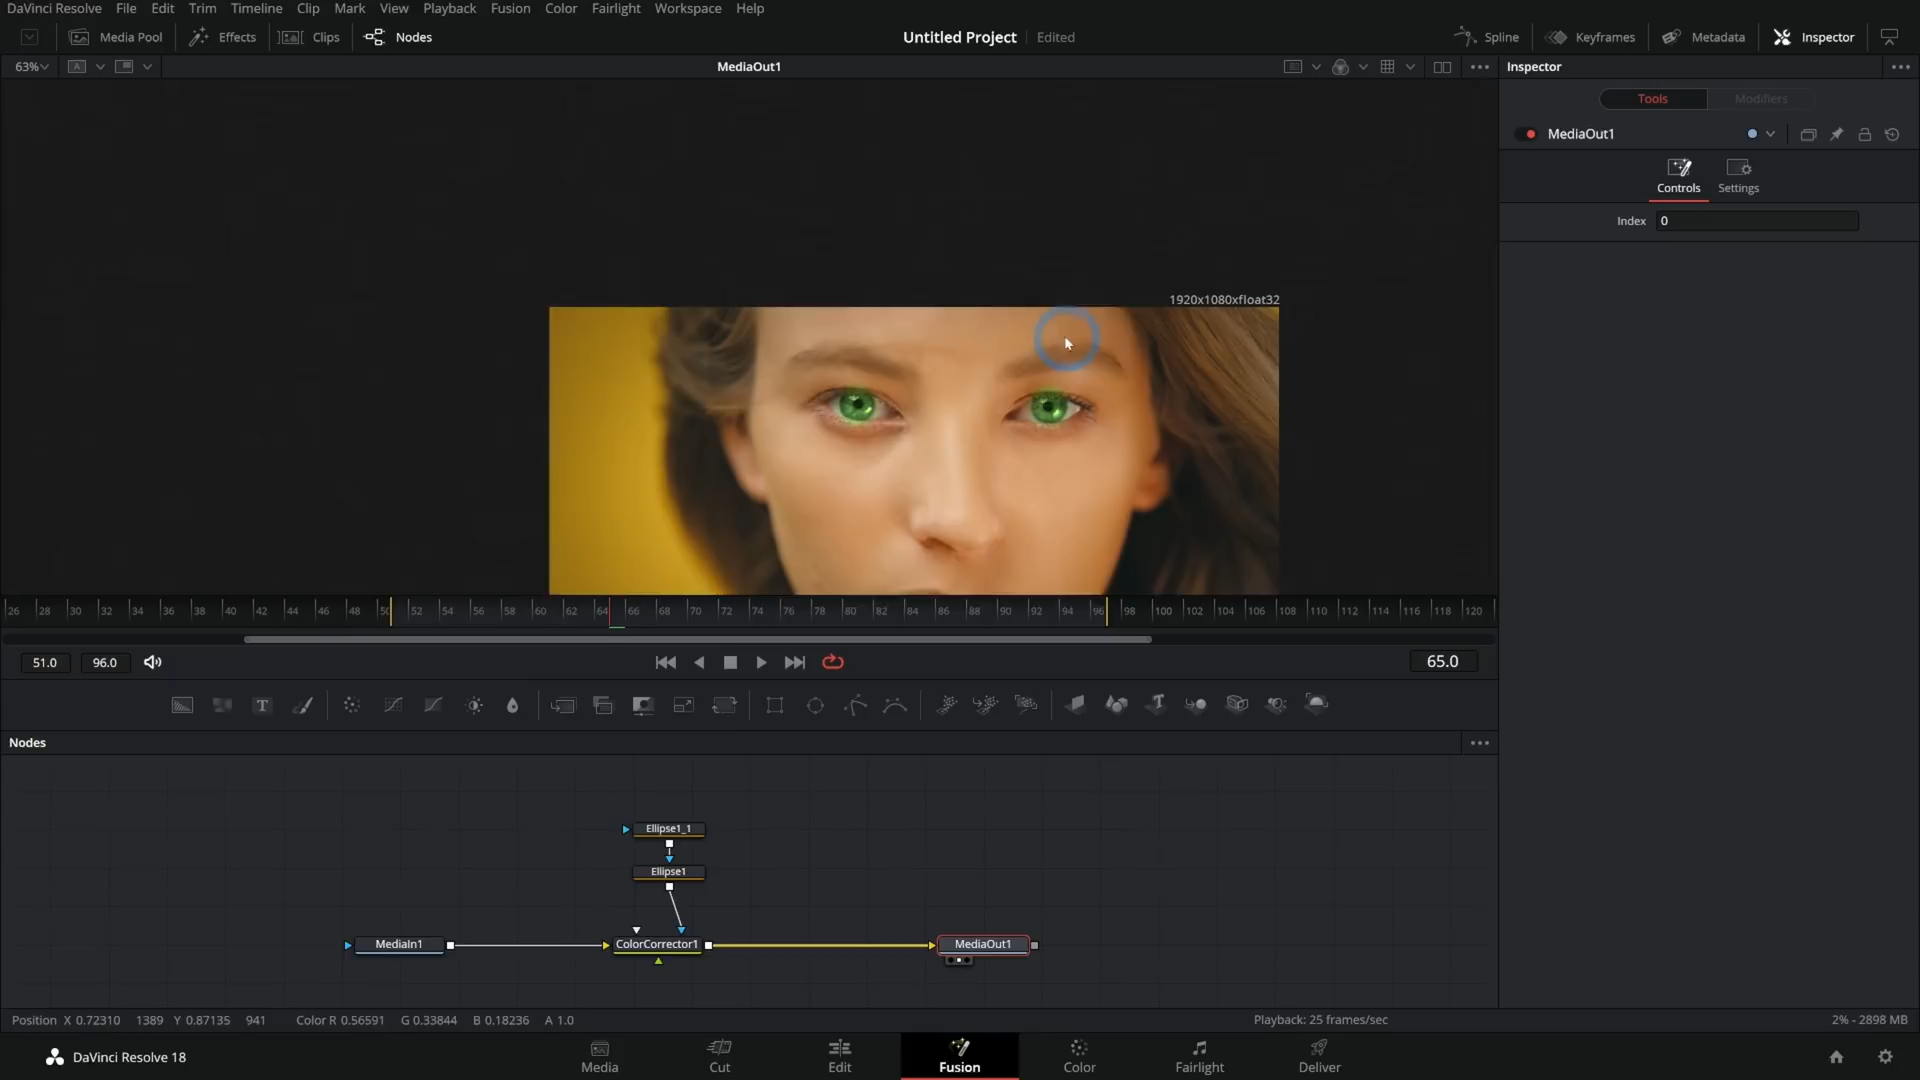 DaVinci Resolve File Edit Trim Timeline Clip Mark View Playback Fusion Color Fairlight Workspace Help
Media Pool Effects Clips Nodes Untitled Project Edited Spline Keyframes Metadata Inspector
63% A MediaOut1 Inspector
Tools Modifiers
MediaOut1
Controls Settings
Index 0
1920x1080xfloat32
26 28 30 32 34 36 38 40 42 44 46 48 50 52 54 56 58 60 62 64 66 68 70 72 74 76 78 80 82 84 86 88 90 92 94 96 98 100 102 104 106 108 110 112 114 116 118 120
51.0 96.0 65.0
T T
Nodes
Ellipse1_1
Ellipse1
MediaIn1 ColorCorrector1 MediaOut1
Position X 0.72310 1389 Y 0.87135 941 Color R 0.56591 G 0.33844 B 0.18236 A 1.0 Playback: 25 frames/sec 2% - 2898 MB
DaVinci Resolve 18 Media Cut Edit Fusion Color Fairlight Deliver